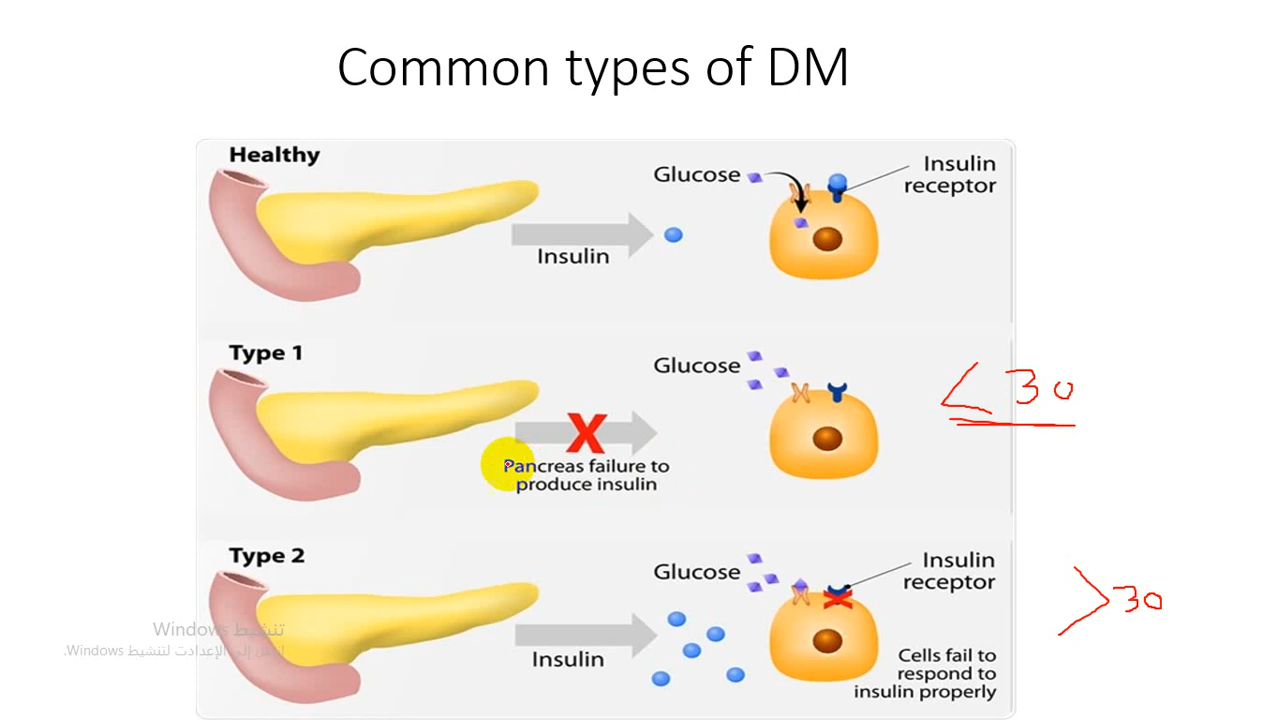 Common types of DM
Healthy
Glucose
Insulin
receptor
Insulin
Type 1
Glucose
< 30
X
Pancreas failure to
produce insulin
Type 2
Glucose
Insulin
receptor
> 30
Insulin
Cells fail to
respond to
insulin properly
تنشيط Windows
انتقل إلى الإعدادات لتنشيط Windows.